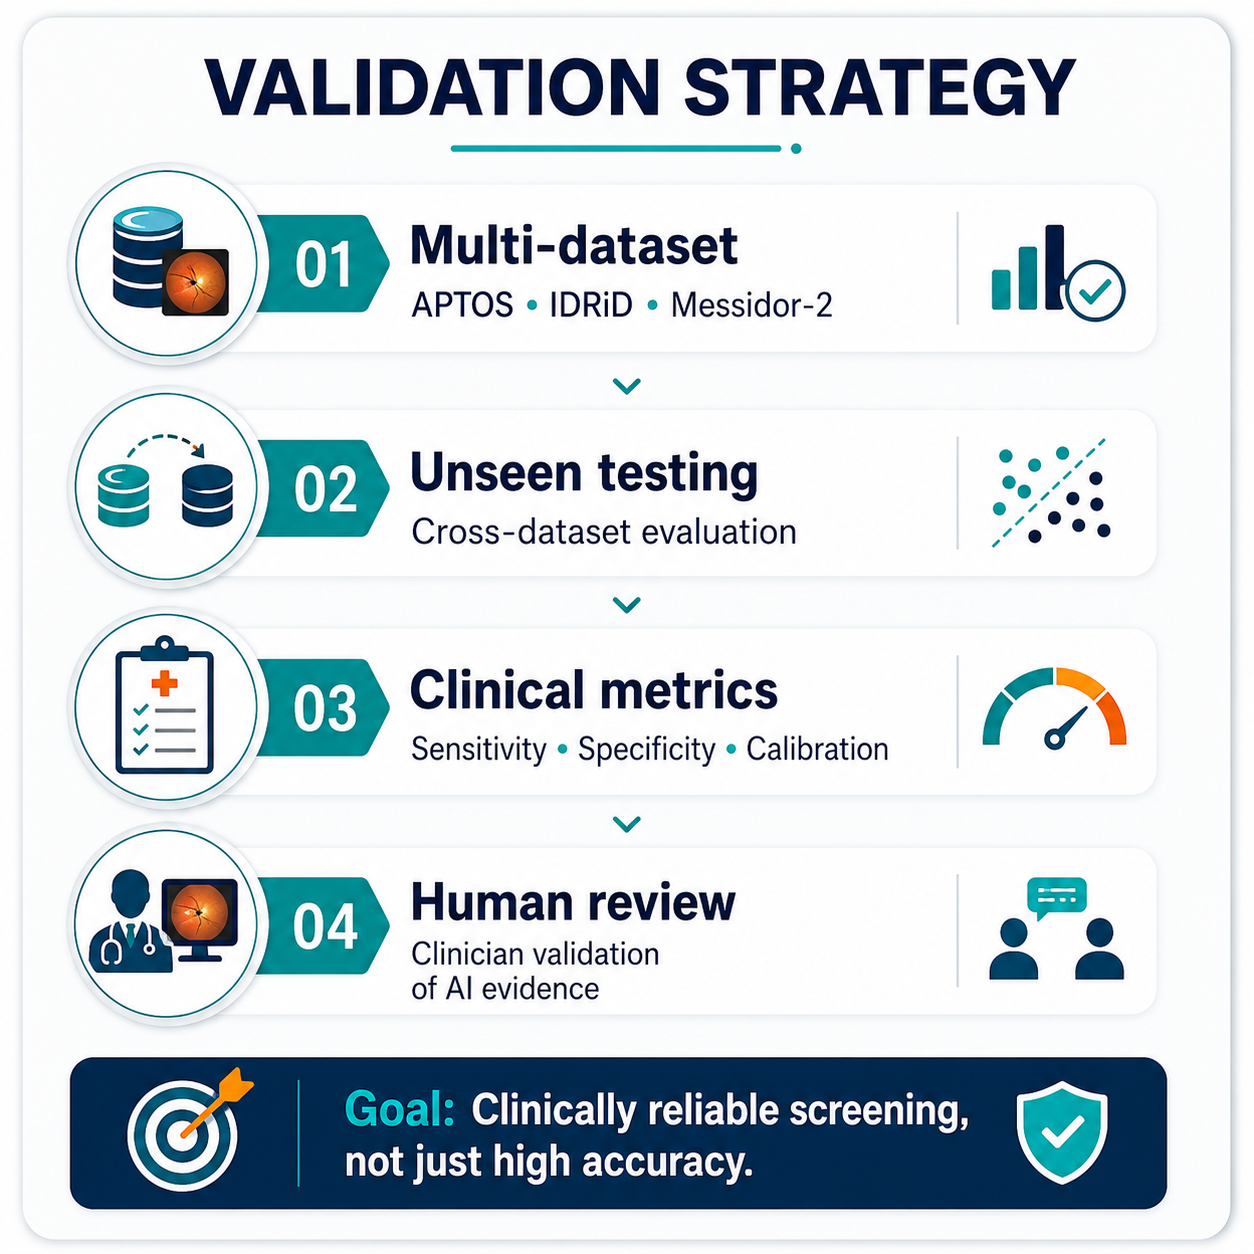 VALIDATION STRATEGY
01
Multi-dataset
APTOS • IDRiD • Messidor-2
02
Unseen testing
Cross-dataset evaluation
03
Clinical metrics
Sensitivity • Specificity • Calibration
04
Human review
Clinician validation
of AI evidence
Goal: Clinically reliable screening,
not just high accuracy.